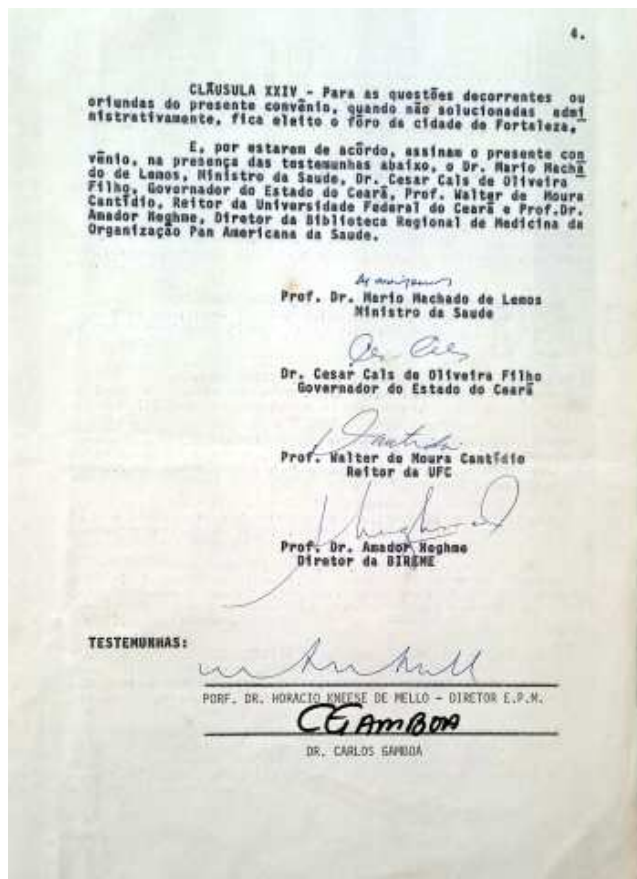 4.
CLÃUSULA XXIV - Para as questões decorrentes ou
oriundas do presente convênio, quando não solucionadas admi
nistrativamente, fica eleito o fôro da cidade de Fortaleza.
E, por estarem de acôrdo, assinam o presente con
vênio, na presença das testemunhas abaixo, o Dr. Mario Macha
do de Lemos, Ministro da Saude, Dr. Cesar Cals de Oliveira
Filho, Governador do Estado do Cearã, Prof. Walter de Moura
Cantídio, Reitor da Universidade Federal do Cearã e Prof.Dr.
Amador Neghme, Diretor da Biblioteca Regional de Medicina da
Organização Pan Americana da Saude.
Prof. Dr. Mario Machado de Lemos
Ministro da Saude
Dr. Cesar Cals de Oliveira Filho
Governador do Estado do Cearã
Prof. Walter de Moura Cantídio
Reitor da UFC
Prof. Dr. Amador Neghme
Diretor da BIREME
TESTEMUNHAS:
PORF. DR. HORACIO KNEESE DE MELLO - DIRETOR E.P.M.
CGAMBOA
DR. CARLOS GAMBOA